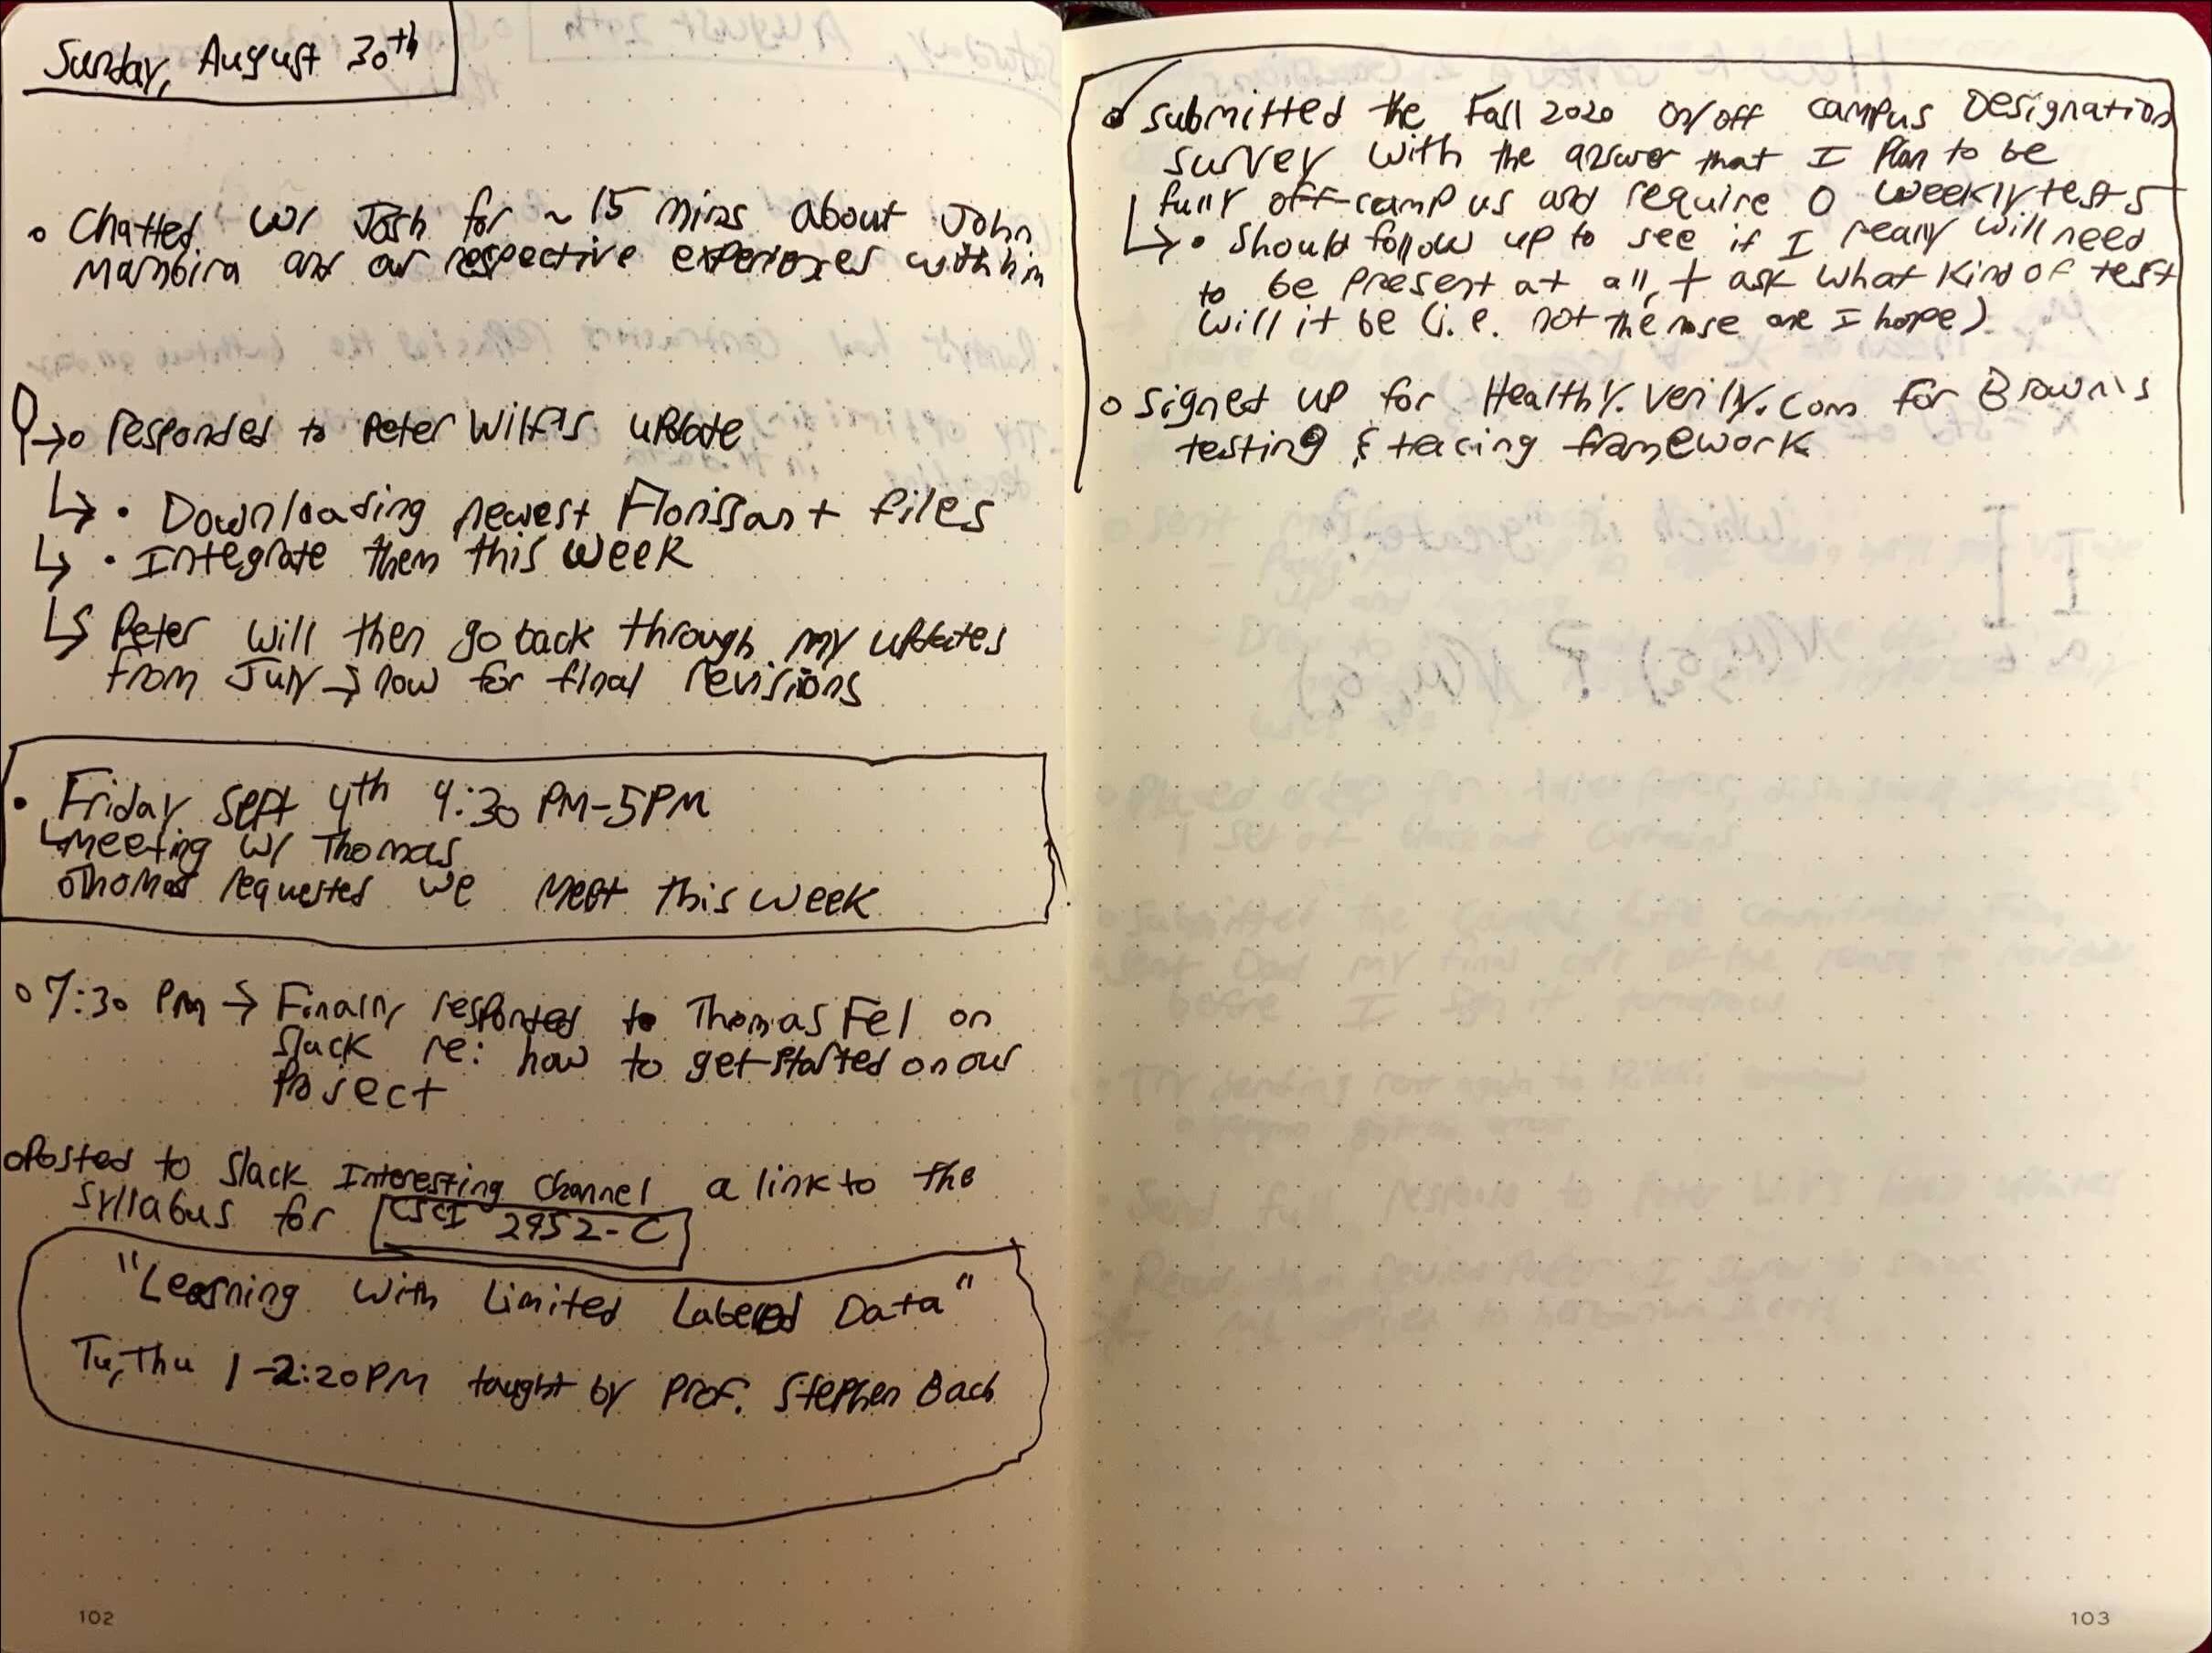 Sunday, August 30th
• Chatted w/ Josh for ~15 mins about John
Mambira and our respective experiences with him
→○ Responded to Peter Wilf's update
↳ • Downloading newest Florissant files
↳ • Integrate them this week
↳ Peter will then go back through my updates
from July → now for final revisions
• Friday Sept 4th 4:30 PM-5PM
↳ Meeting w/ Thomas
○ Thomas requested we meet this week
○ 7:30 PM → Finally responded to Thomas Fel on
Slack re: how to get started on our
Project
○ Posted to Slack Interesting Channel a link to the
syllabus for CSCI 2952-C
"Learning with Limited Labeled Data"
Tu, Thu 1-2:20PM taught by Prof. Stephen Bach
102
○ Submitted the Fall 2020 on/off campus Designation
survey with the answer that I plan to be
fully off-campus and require 0 weekly tests
↳ • Should follow up to see if I really will need
to be present at all, + ask what kind of test
will it be (i.e. not the nose one I hope)
○ Signed up for Healthy.verily.com for Brown's
testing & tracing framework
103